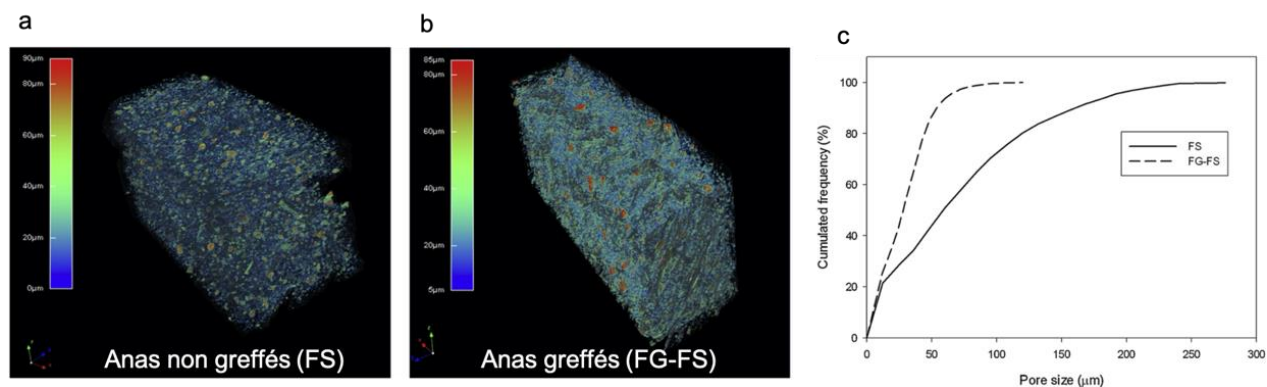 a
90µm
80µm
60µm
40µm
20µm
0µm
Anas non greffés (FS)
b
85µm
80µm
60µm
40µm
20µm
5µm
Anas greffés (FG-FS)
c
Cumulated frequency (%)
100
80
60
40
20
0
FS
FG-FS
0
50
100
150
200
250
300
Pore size (µm)